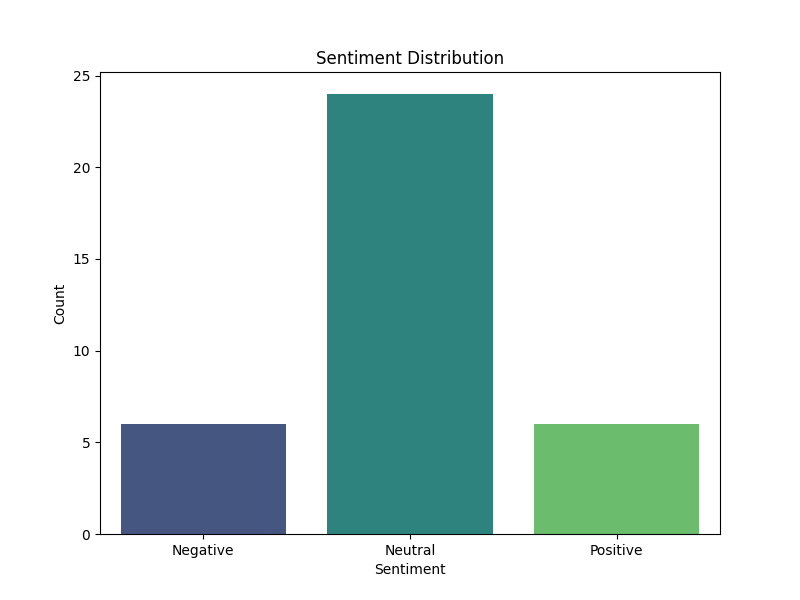 Sentiment Distribution
25
20
15
10
5
0
Count
Negative
Neutral
Positive
Sentiment